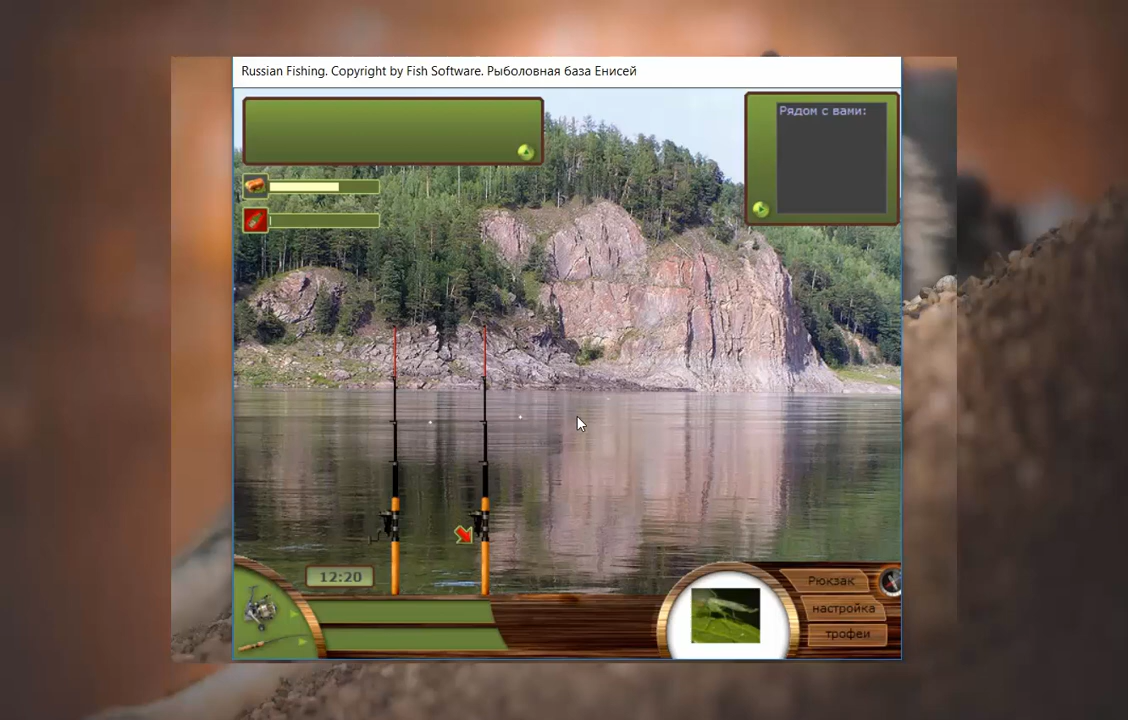 Russian Fishing. Copyright by Fish Software. Рыболовная база Енисей
Рядом с вами:
12:20
Рюкзак
настройка
трофеи